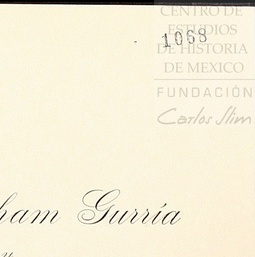 CENTRO DE
ESTUDIOS
DE HISTORIA
DE MEXICO
FUNDACIÓN
Carlos Slim
1068
ham Gurría
y